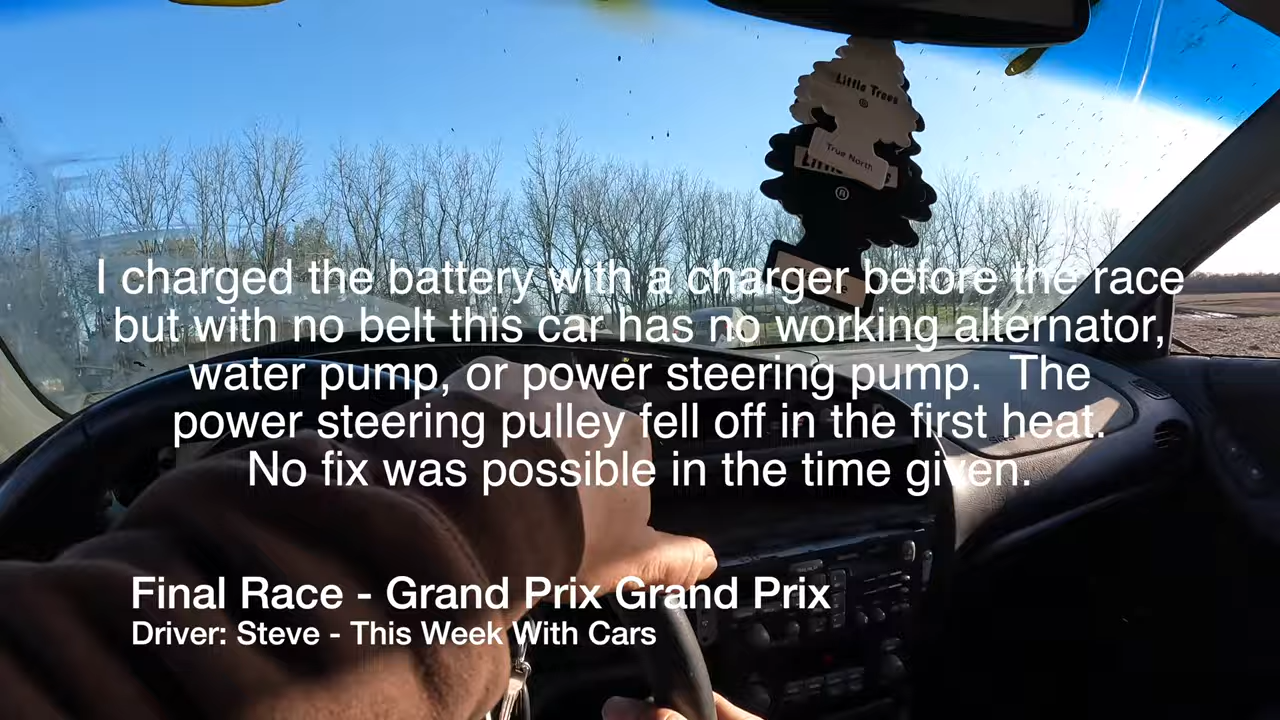 Little Trees
®
True North
®
I charged the battery with a charger before the race
but with no belt this car has no working alternator,
water pump, or power steering pump. The
power steering pulley fell off in the first heat.
No fix was possible in the time given.
Final Race - Grand Prix Grand Prix
Driver: Steve - This Week With Cars